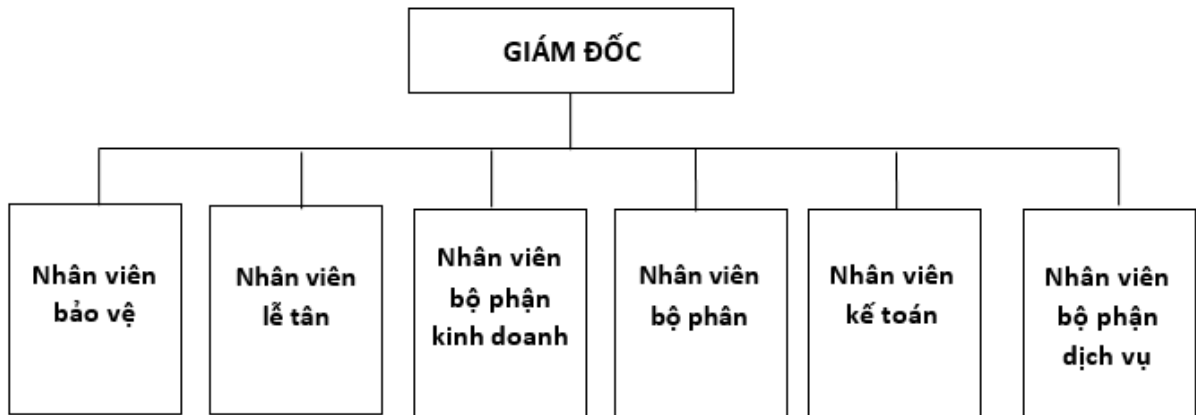 GIÁM ĐỐC
Nhân viên
bảo vệ
Nhân viên
lễ tân
Nhân viên
bộ phận
kinh doanh
Nhân viên
bộ phân
Nhân viên
kế toán
Nhân viên
bộ phận
dịch vụ